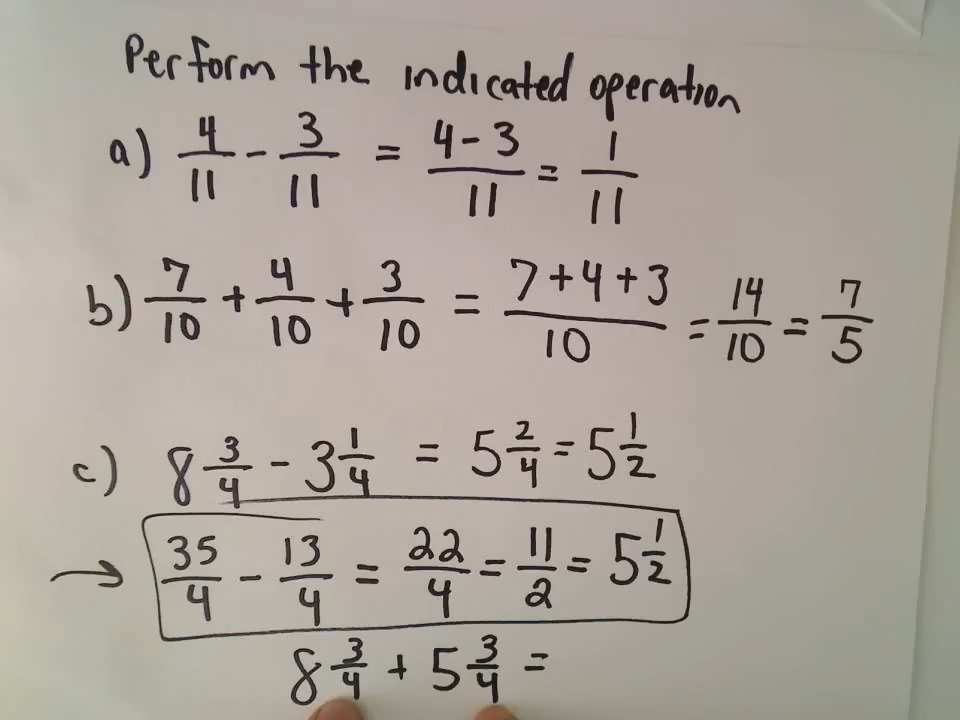 Perform the indicated operation
a) 4/11 - 3/11 = 4-3/11 = 1/11
b) 7/10 + 4/10 + 3/10 = 7+4+3/10 = 14/10 = 7/5
c) 8 3/4 - 3 1/4 = 5 2/4 = 5 1/2
→ 35/4 - 13/4 = 22/4 = 11/2 = 5 1/2
8 3/4 + 5 3/4 =